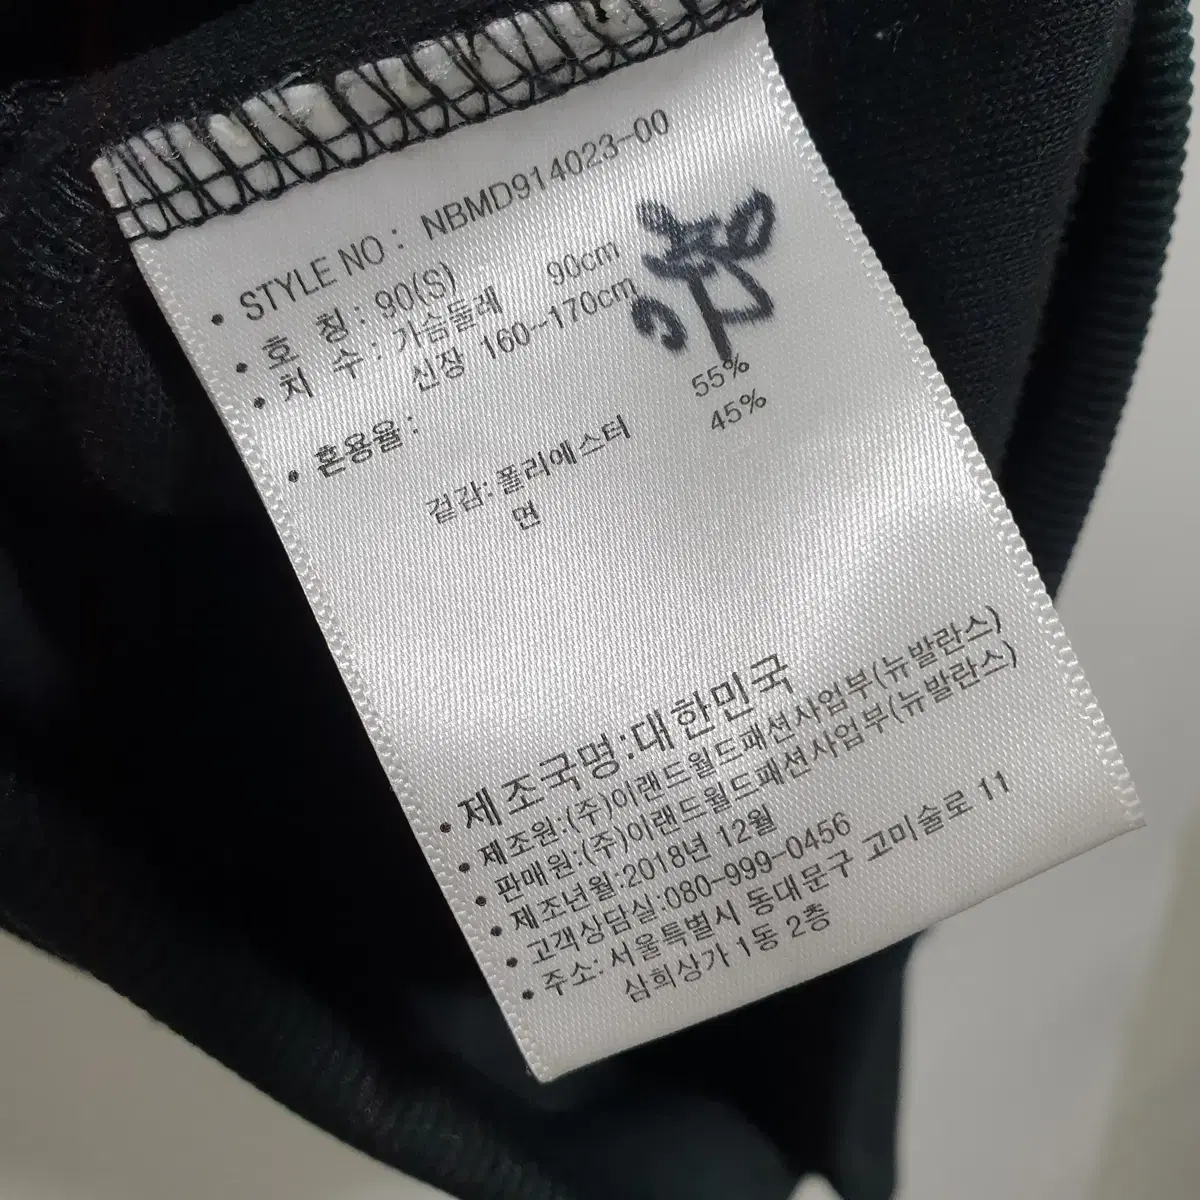 • STYLE NO : NBMD914023-00
• 호 칭 : 90(S)
• 치 수 : 가슴둘레 90cm
신장 160--170cm
• 혼용율 :
겉감: 폴리에스터 55%
면 45%
• 제조국명:대한민국
• 제조원:(주)이랜드월드패션사업부(뉴발란스)
• 판매원:(주)이랜드월드패션사업부(뉴발란스)
• 제조년월:2018년 12월
• 고객상담실:080-999-0456
• 주소: 서울특별시 동대문구 고미술로 11
삼희상가 1동 2층